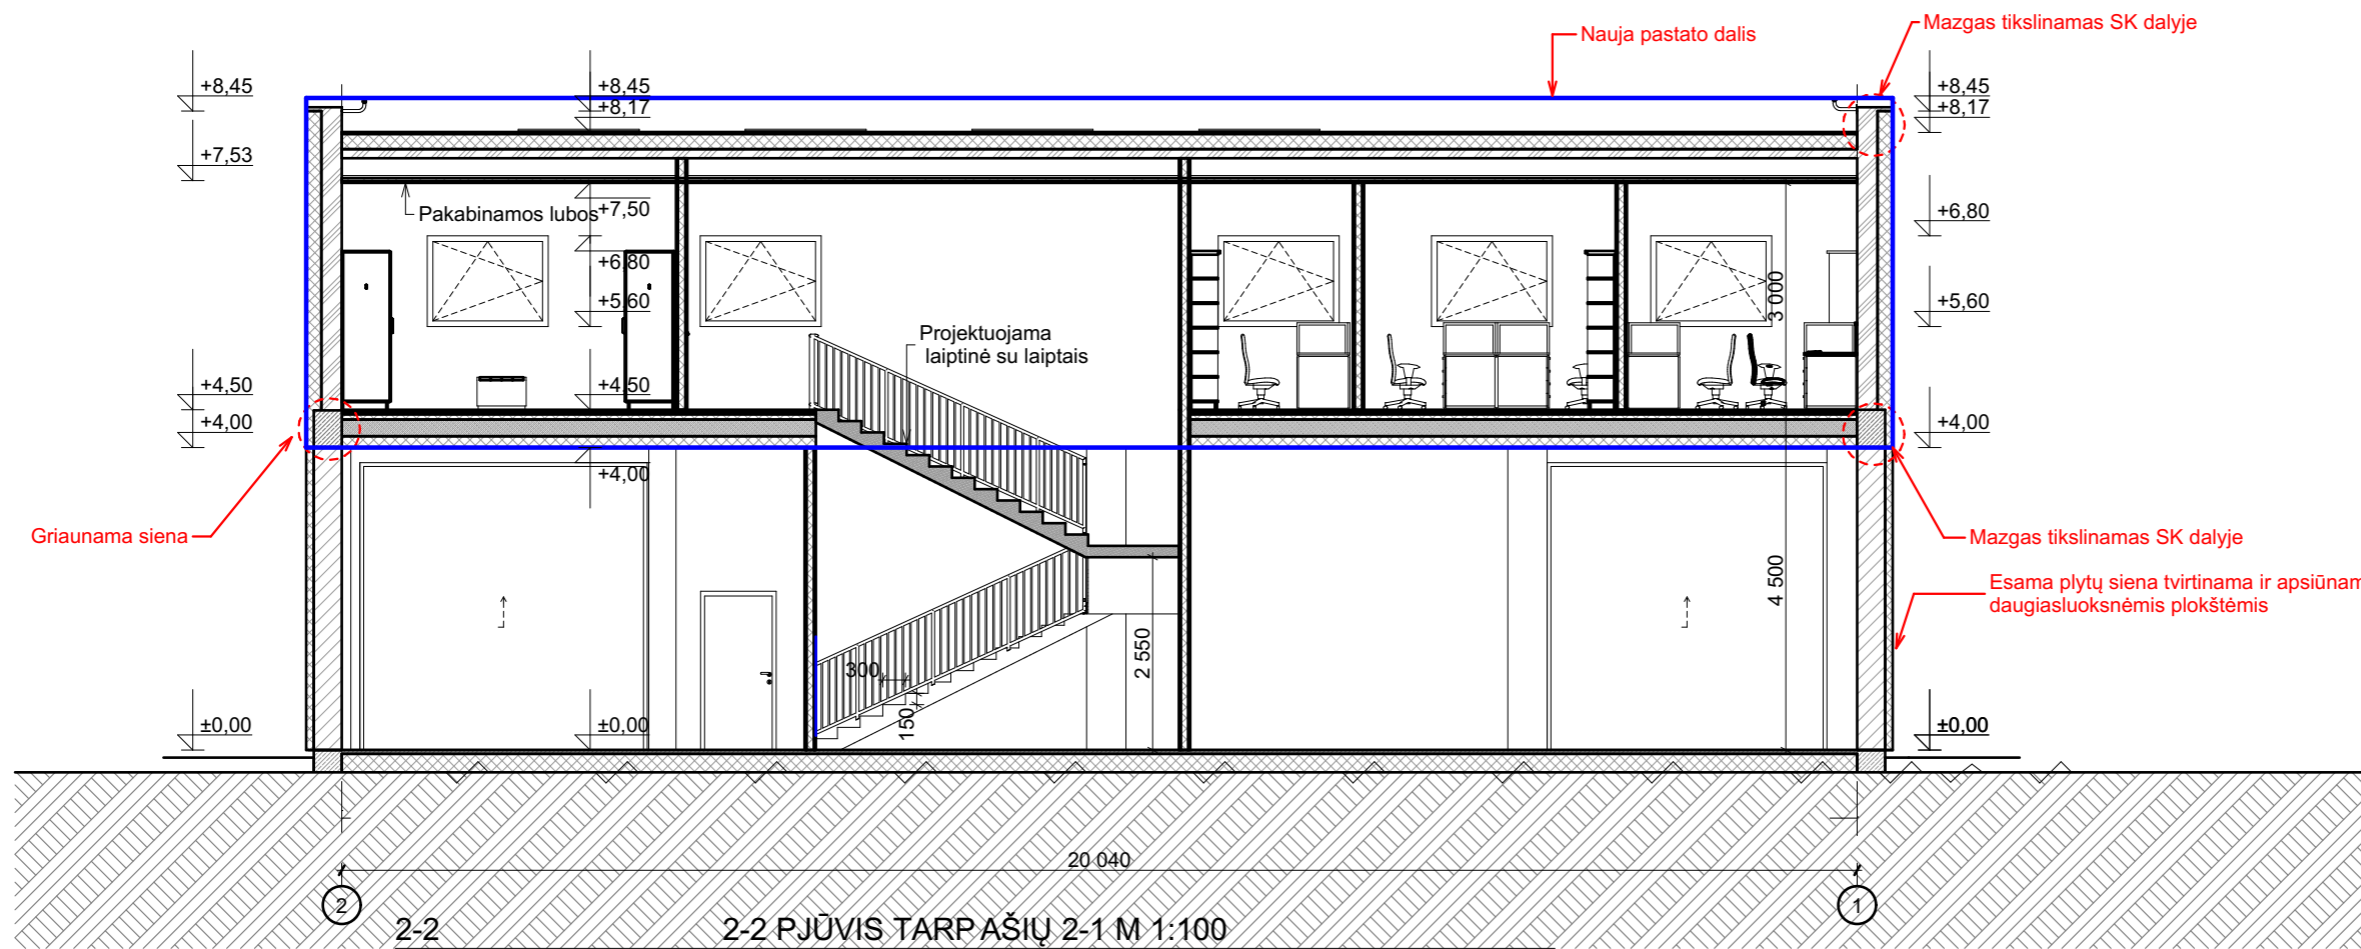 Mazgas tikslinamas SK dalyje
Nauja pastato dalis
+8,45
+8,45
+8,17
+8,45
+8,17
+7,53
Pakabinamos lubos
+7,50
+6,80
+6,80
+5,60
+5,60
3 000
Projektuojama
laiptinė su laiptais
+4,50
+4,50
+4,00
+4,00
+4,00
Griaunama siena
Mazgas tikslinamas SK dalyje
4 500
Esama plytų siena tvirtinama ir apsiūnam
daugiasluoksnėmis plokštėmis
2 550
300
150
±0,00
±0,00
±0,00
20 040
2
1
2-2
2-2 PJŪVIS TARP AŠIŲ 2-1 M 1:100